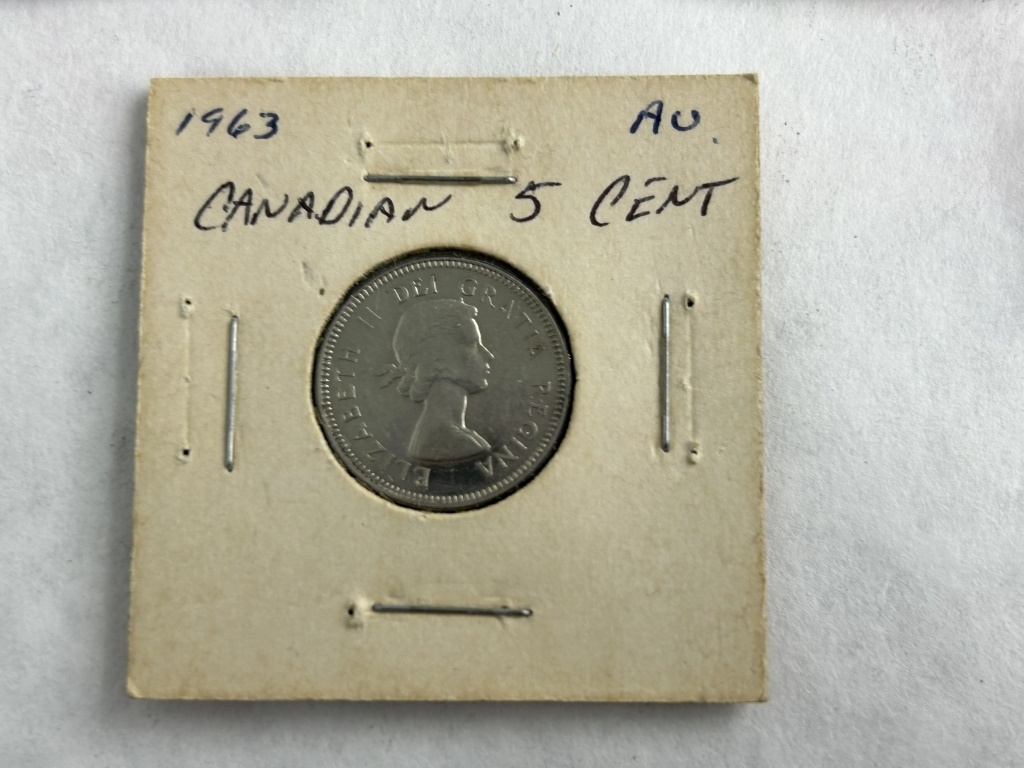 1963 AU.
CANADIAN 5 CENT
ELIZABETH II DEI GRATIA REGINA